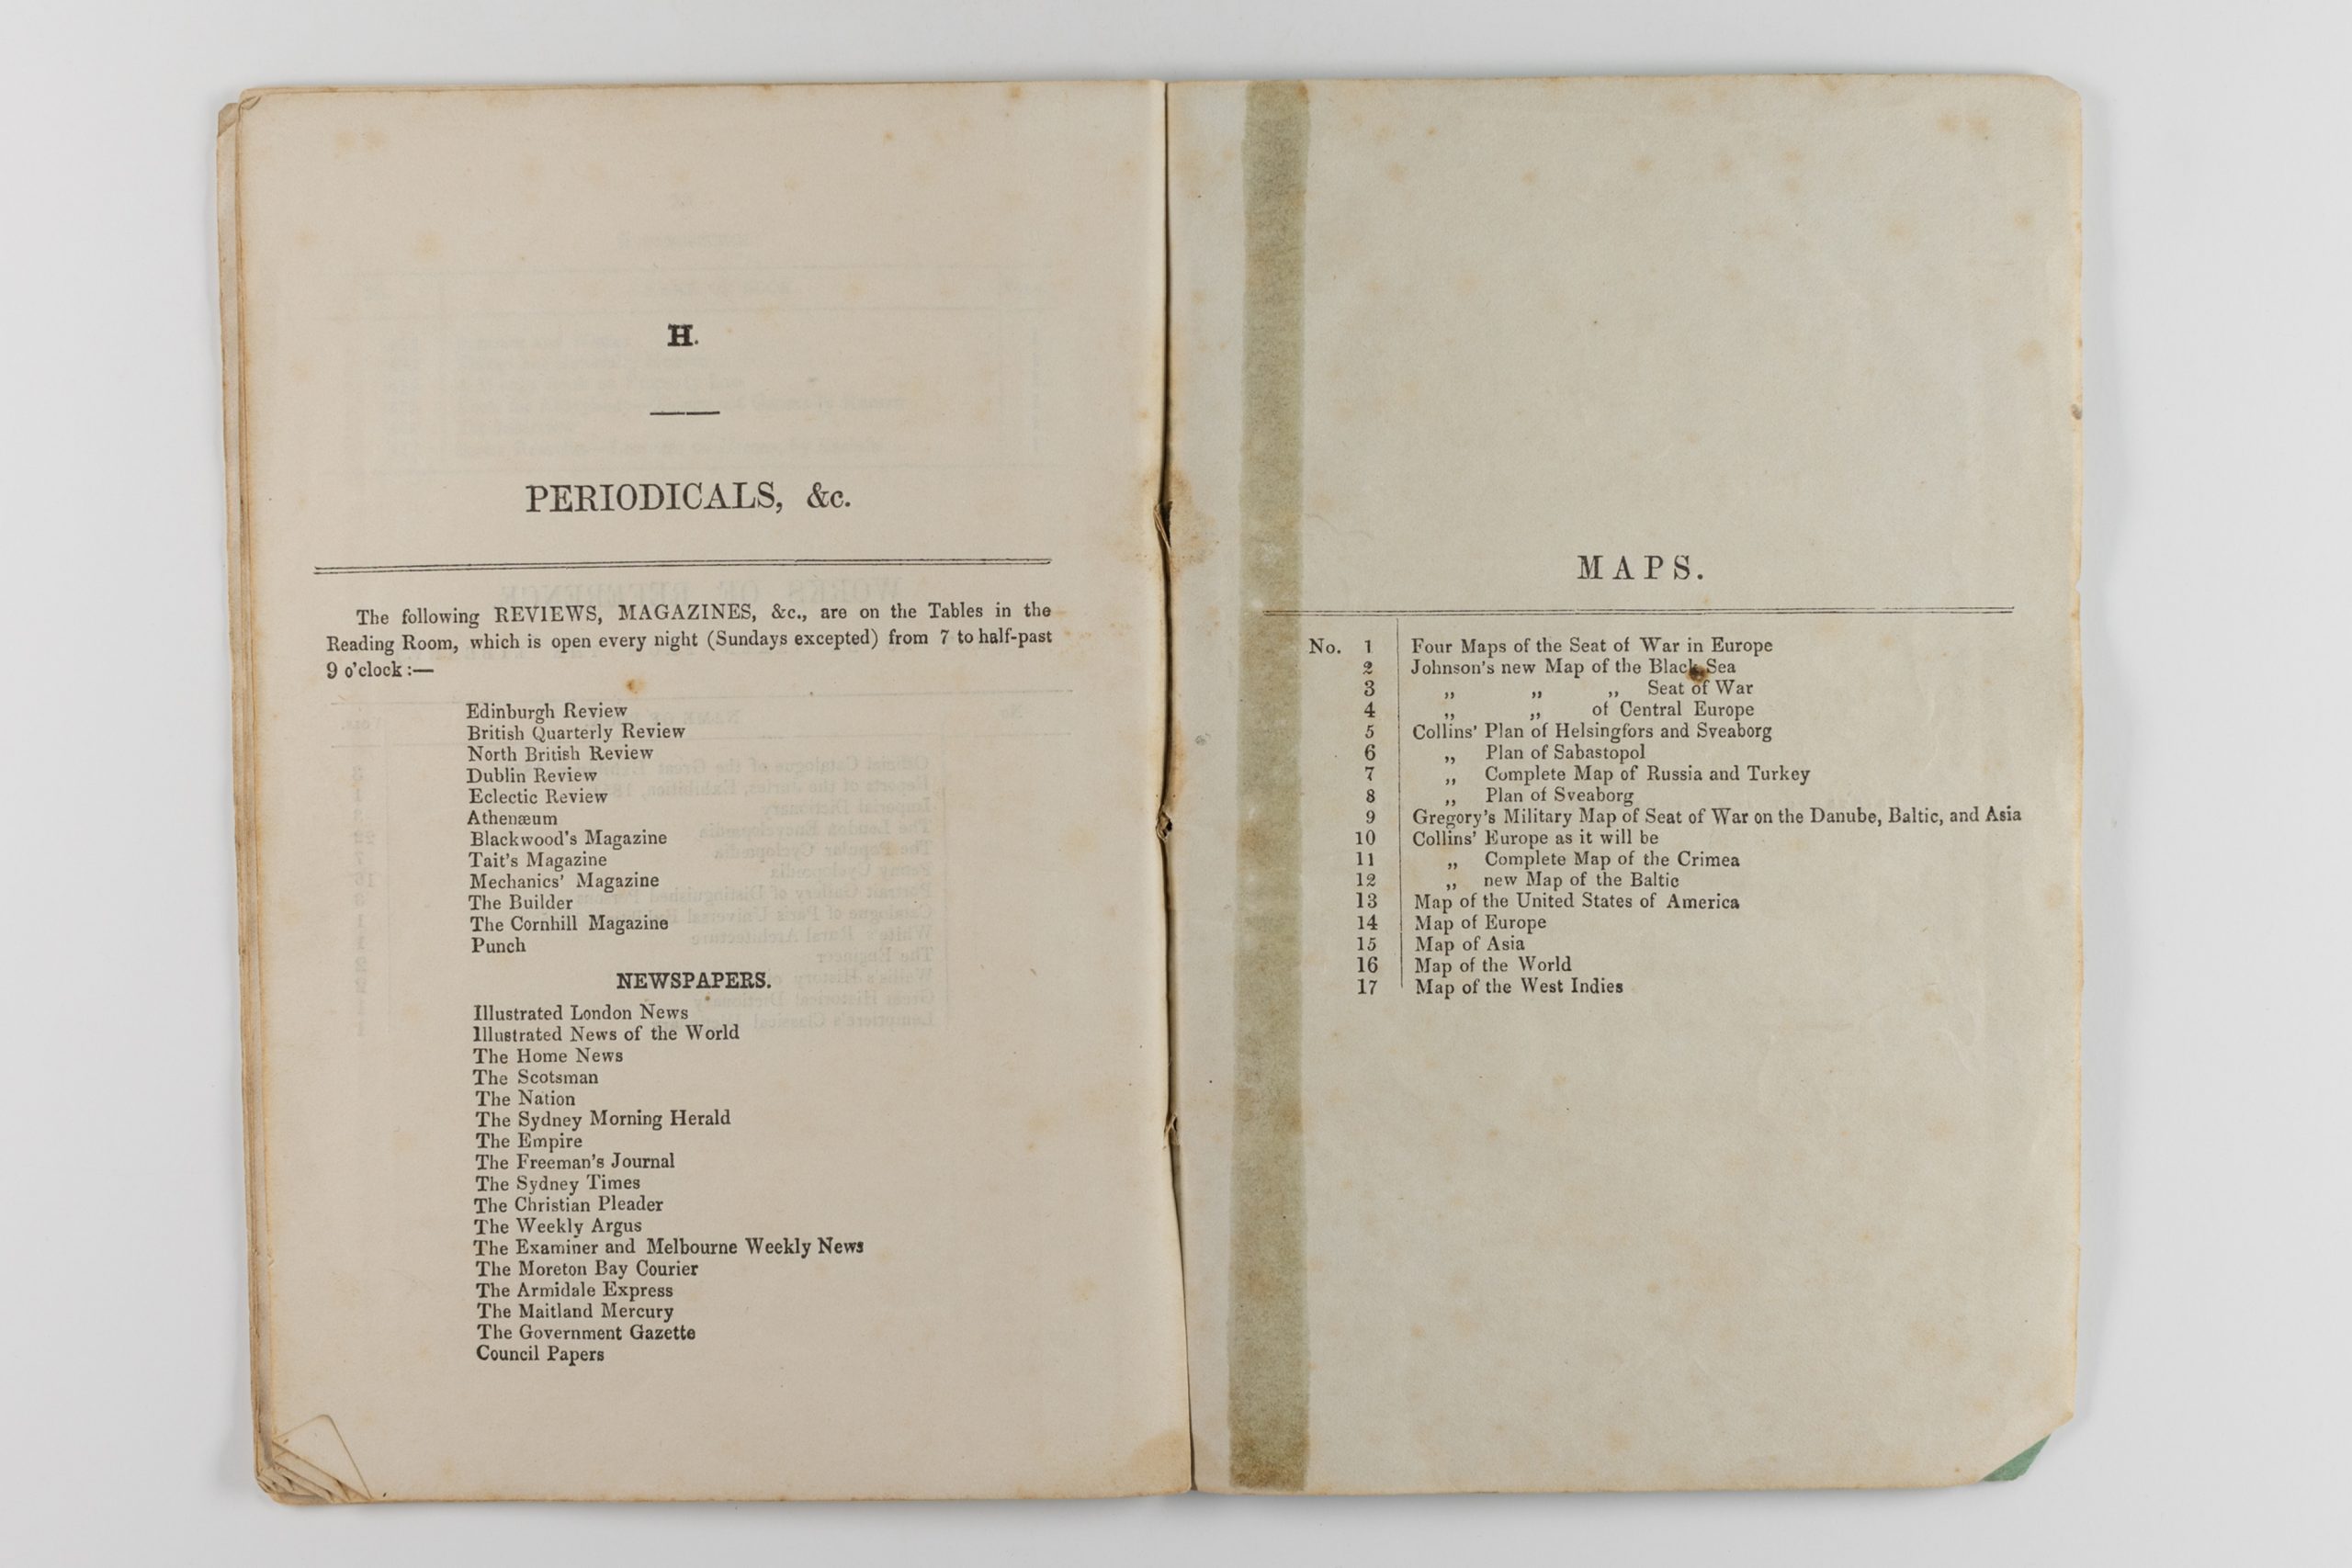 H.
PERIODICALS, &c.
The following REVIEWS, MAGAZINES, &c., are on the Tables in the
Reading Room, which is open every night (Sundays excepted) from 7 to half-past
9 o'clock :—
Edinburgh Review
British Quarterly Review
North British Review
Dublin Review
Eclectic Review
Athenæum
Blackwood's Magazine
Tait's Magazine
Mechanics' Magazine
The Builder
The Cornhill Magazine
Punch
NEWSPAPERS.
Illustrated London News
Illustrated News of the World
The Home News
The Scotsman
The Nation
The Sydney Morning Herald
The Empire
The Freeman's Journal
The Sydney Times
The Christian Pleader
The Weekly Argus
The Examiner and Melbourne Weekly News
The Moreton Bay Courier
The Armidale Express
The Maitland Mercury
The Government Gazette
Council Papers
MAPS.
No. 1 Four Maps of the Seat of War in Europe
2 Johnson's new Map of the Black Sea
3 „ „ „ Seat of War
4 „ „ of Central Europe
5 Collins' Plan of Helsingfors and Sveaborg
6 „ Plan of Sabastopol
7 „ Complete Map of Russia and Turkey
8 „ Plan of Sveaborg
9 Gregory's Military Map of Seat of War on the Danube, Baltic, and Asia
10 Collins' Europe as it will be
11 „ Complete Map of the Crimea
12 „ new Map of the Baltic
13 Map of the United States of America
14 Map of Europe
15 Map of Asia
16 Map of the World
17 Map of the West Indies